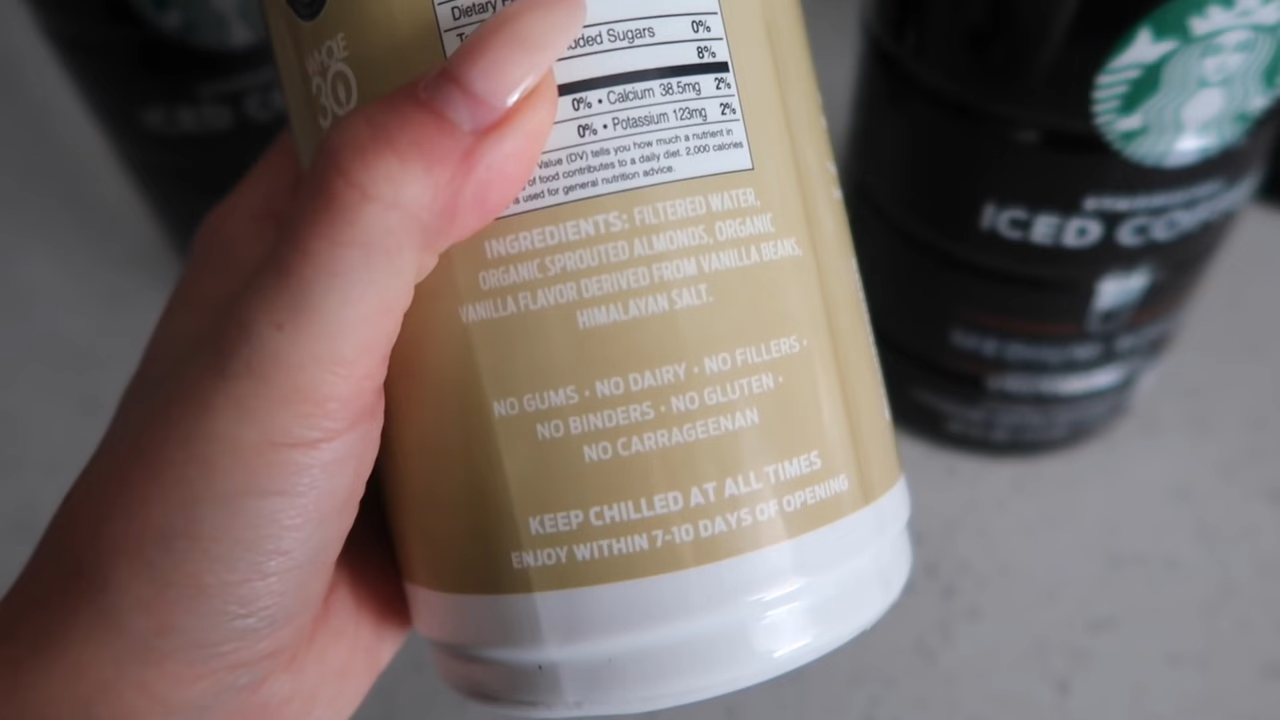 WHOLE
30
Dietary
Added Sugars 0%
8%
0% • Calcium 38.5mg 2%
0% • Potassium 123mg 2%
Value (DV) tells you how much a nutrient in
of food contributes to a daily diet. 2,000 calories
is used for general nutrition advice.
INGREDIENTS: FILTERED WATER,
ORGANIC SPROUTED ALMONDS, ORGANIC
VANILLA FLAVOR DERIVED FROM VANILLA BEANS,
HIMALAYAN SALT.
NO GUMS • NO DAIRY • NO FILLERS •
NO BINDERS • NO GLUTEN •
NO CARRAGEENAN
KEEP CHILLED AT ALL TIMES
ENJOY WITHIN 7-10 DAYS OF OPENING
ICED
ICED